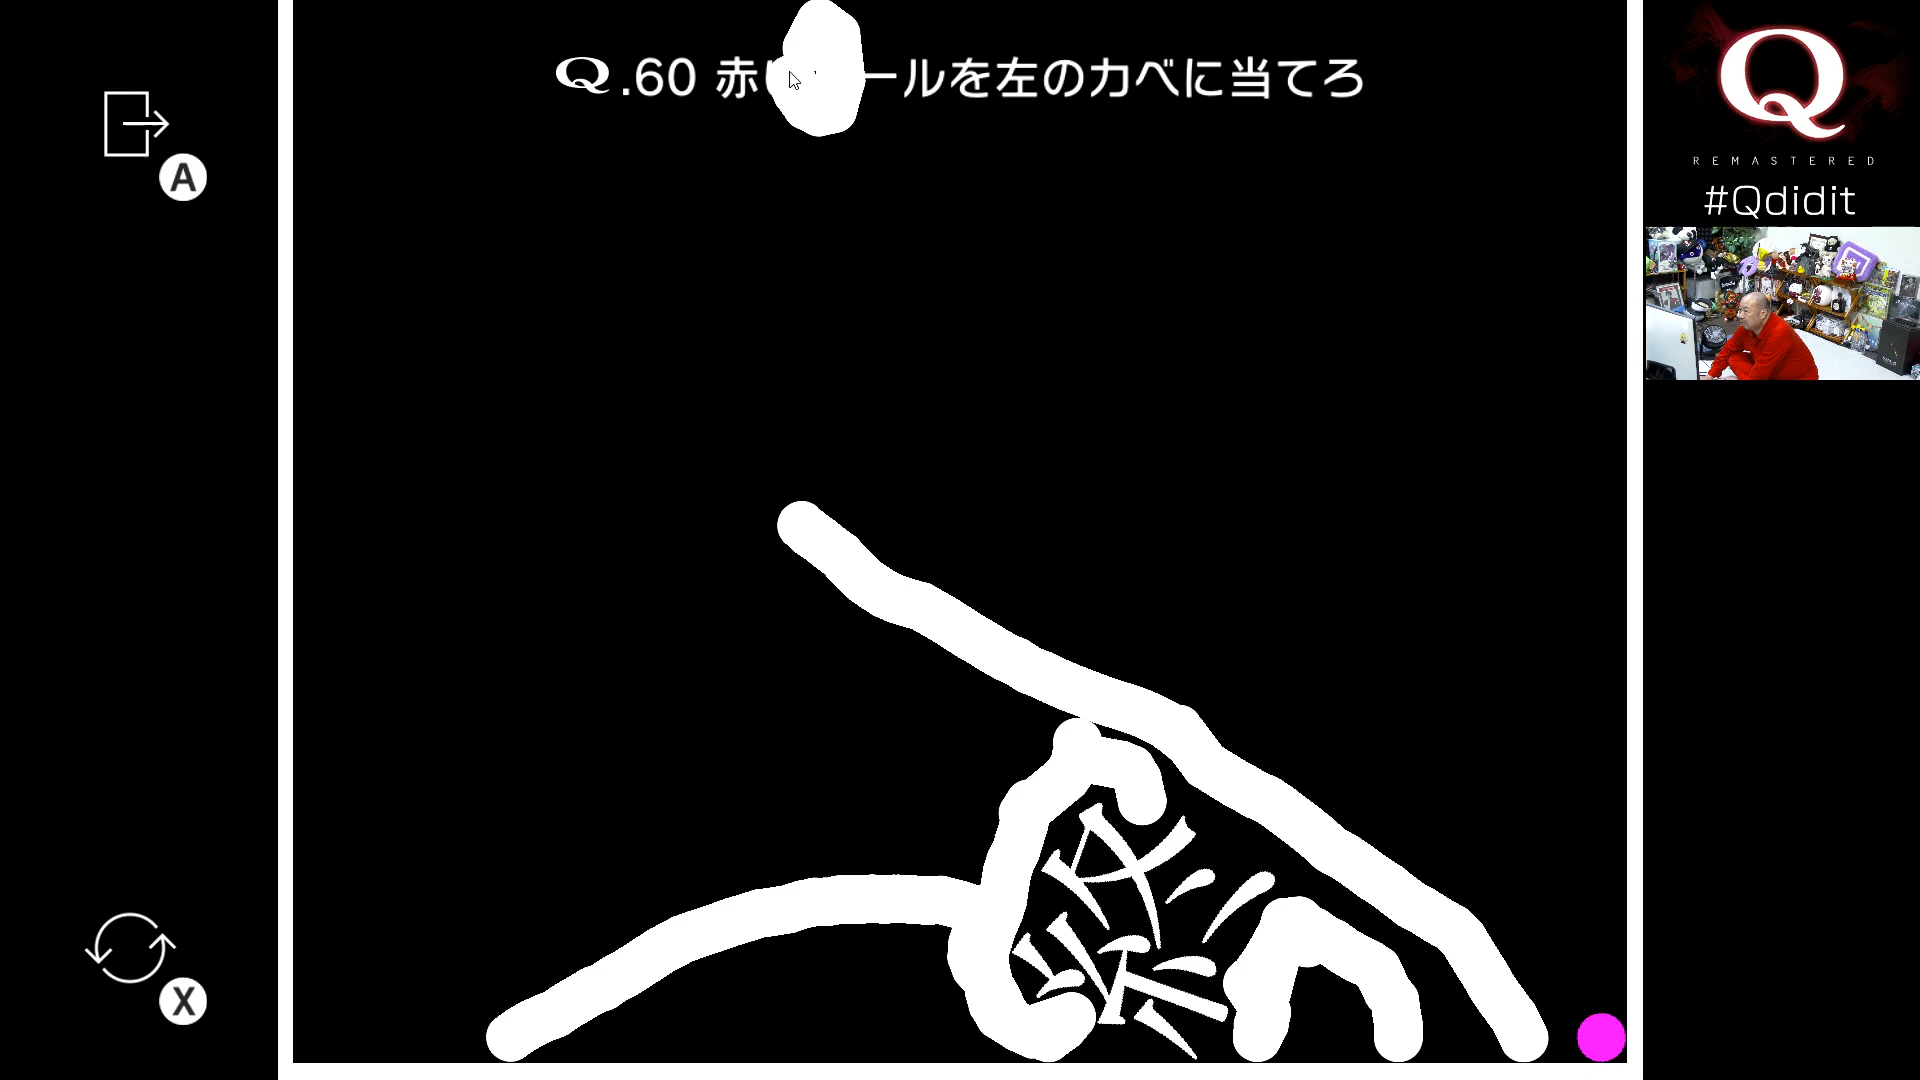 Q.60 赤 ールを左のカベに当てろ
A
X
Q
REMASTERED
#Qdidit